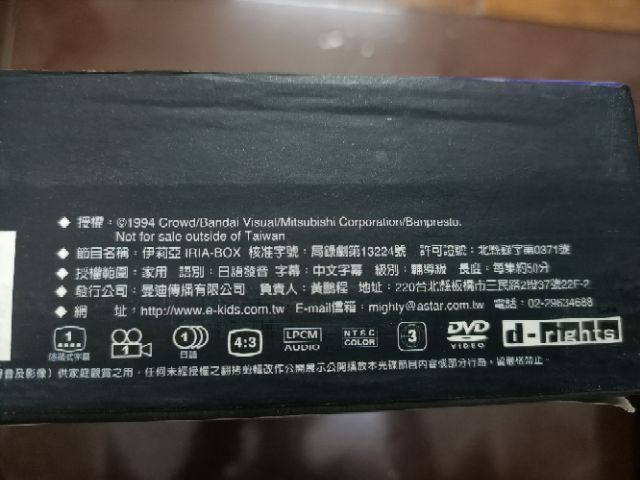 ◆ 授權：©1994 Crowd/Bandai Visual/Mitsubishi Corporation/Banpresto.
Not for sale outside of Taiwan
◆ 節目名稱：伊莉亞 IRIA-BOX 核准字號：局錄劇第13224號 許可證號：北縣錄字第0371號
◆ 授權範圍：家用 語別：日語發音 字幕：中文字幕 級別：輔導級 長度：每集約50分
◆ 發行公司：曼迪傳播有限公司 負責人：黃鵬程 地址：220台北縣板橋市三民路2段37號22F-2
◆ 網 址：http://www.e-kids.com.tw E-mail信箱：mighty@astar.com.tw 電話：02-29634688
1 隱藏式字幕 1 1) 日語 4:3 LPCM AUDIO NTSC COLOR 3 DVD VIDEO d-rights
音及影像）供家庭觀賞之用，任何未經授權之翻拷剪輯改作公開展示公開播放本光碟節目內容或部分行為，皆嚴格禁止。